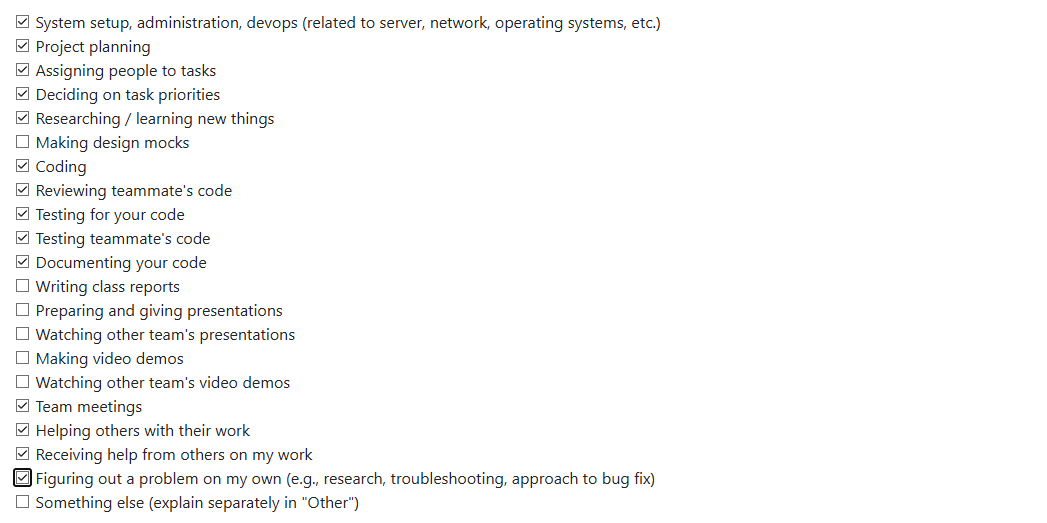 System setup, administration, devops (related to server, network, operating systems, etc.)
Project planning
Assigning people to tasks
Deciding on task priorities
Researching / learning new things
Making design mocks
Coding
Reviewing teammate's code
Testing for your code
Testing teammate's code
Documenting your code
Writing class reports
Preparing and giving presentations
Watching other team's presentations
Making video demos
Watching other team's video demos
Team meetings
Helping others with their work
Receiving help from others on my work
Figuring out a problem on my own (e.g., research, troubleshooting, approach to bug fix)
Something else (explain separately in "Other")